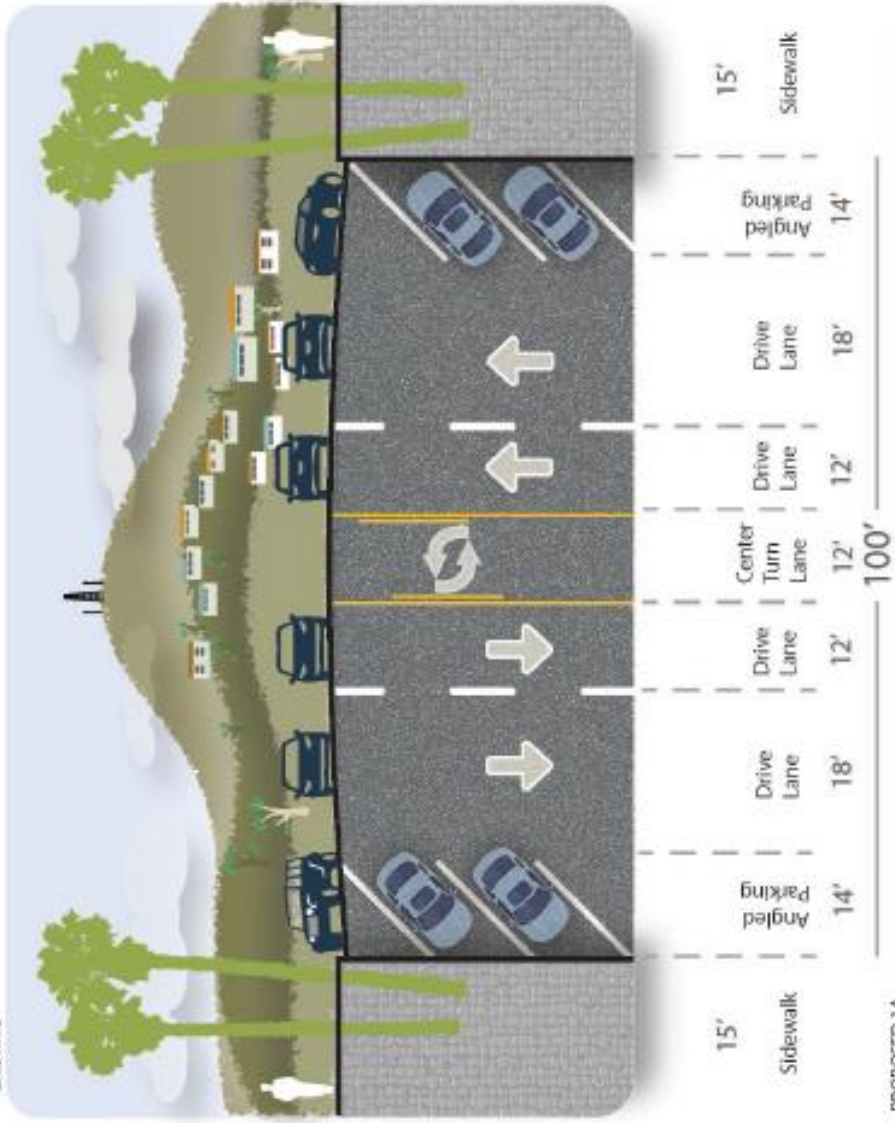 15'
Sidewalk
Angled
Parking
14'
Drive
Lane
18'
Drive
Lane
12'
Center
Turn
Lane
12'
Drive
Lane
12'
Drive
Lane
18'
Angled
Parking
14'
15'
Sidewalk
100'